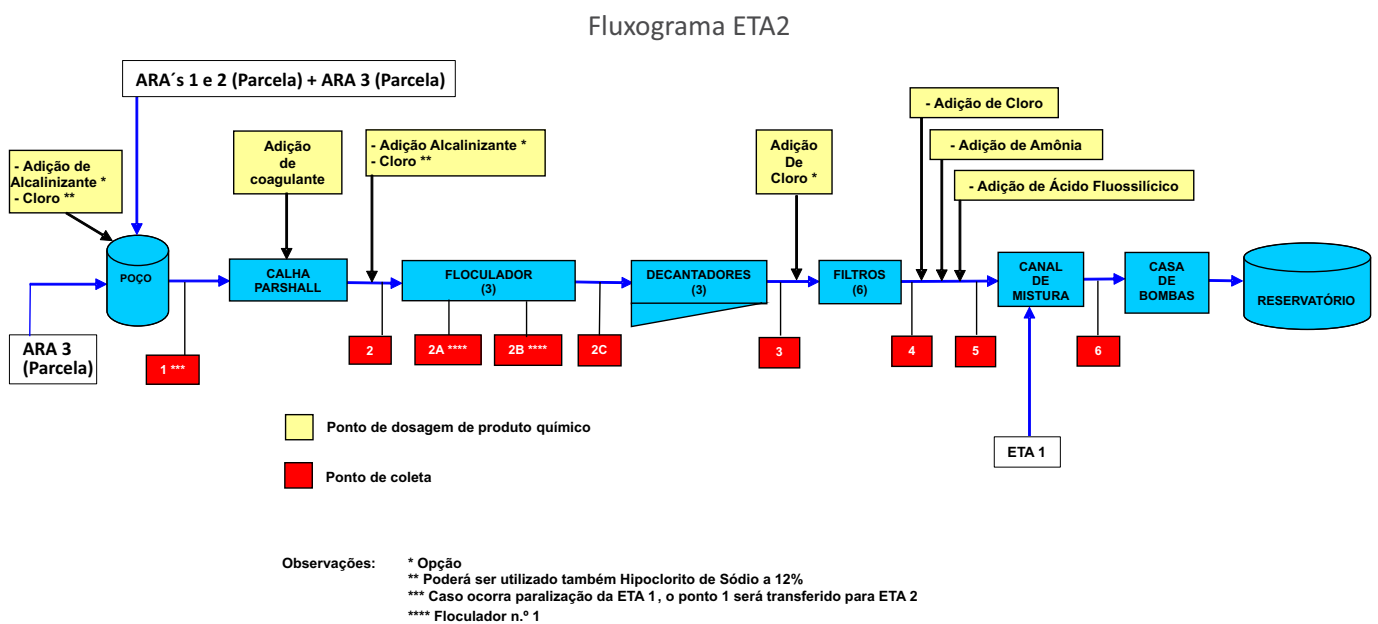 Fluxograma ETA2
ARA´s 1 e 2 (Parcela) + ARA 3 (Parcela)
- Adição de
Alcalinizante *
- Cloro **
Adição
de
coagulante
- Adição Alcalinizante *
- Cloro **
Adição
De
Cloro *
- Adição de Cloro
- Adição de Amônia
- Adição de Ácido Fluossilícico
POÇO
CALHA
PARSHALL
FLOCULADOR
(3)
DECANTADORES
(3)
FILTROS
(6)
CANAL
DE
MISTURA
CASA
DE
BOMBAS
RESERVATÓRIO
ARA 3
(Parcela)
1 ***
2
2A ****
2B ****
2C
3
4
5
6
ETA 1
Ponto de dosagem de produto químico
Ponto de coleta
Observações:
* Opção
** Poderá ser utilizado também Hipoclorito de Sódio a 12%
*** Caso ocorra paralização da ETA 1, o ponto 1 será transferido para ETA 2
**** Floculador n.º 1